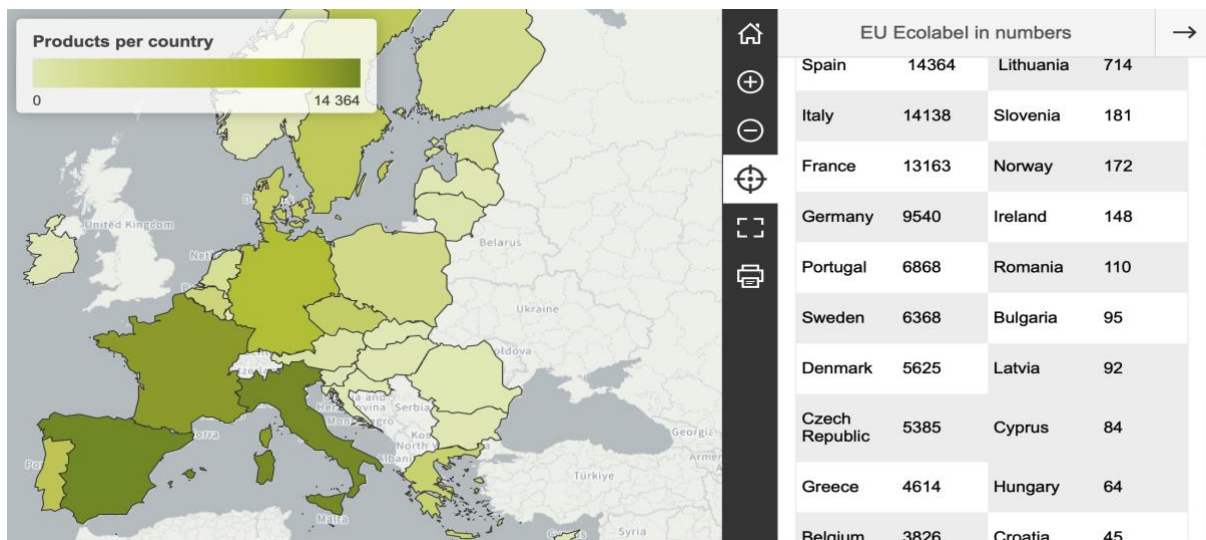 Products per country
0
14 364
United Kingdom
Belarus
Ukraine
Serbia
Georgia
Türkiye
Malta
Syria
EU Ecolabel in numbers →
Spain 14364 Lithuania 714
Italy 14138 Slovenia 181
France 13163 Norway 172
Germany 9540 Ireland 148
Portugal 6868 Romania 110
Sweden 6368 Bulgaria 95
Denmark 5625 Latvia 92
Czech
Republic 5385 Cyprus 84
Greece 4614 Hungary 64
Belgium 3826 Croatia 45